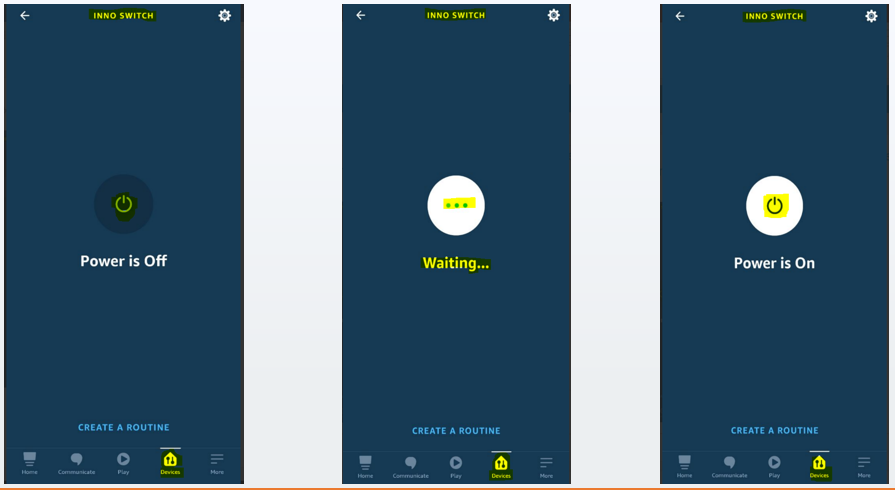 INNO SWITCH
Power is Off
CREATE A ROUTINE
Home Communicate Play Devices More
INNO SWITCH
Waiting...
CREATE A ROUTINE
Home Communicate Play Devices More
INNO SWITCH
Power is On
CREATE A ROUTINE
Home Communicate Play Devices More